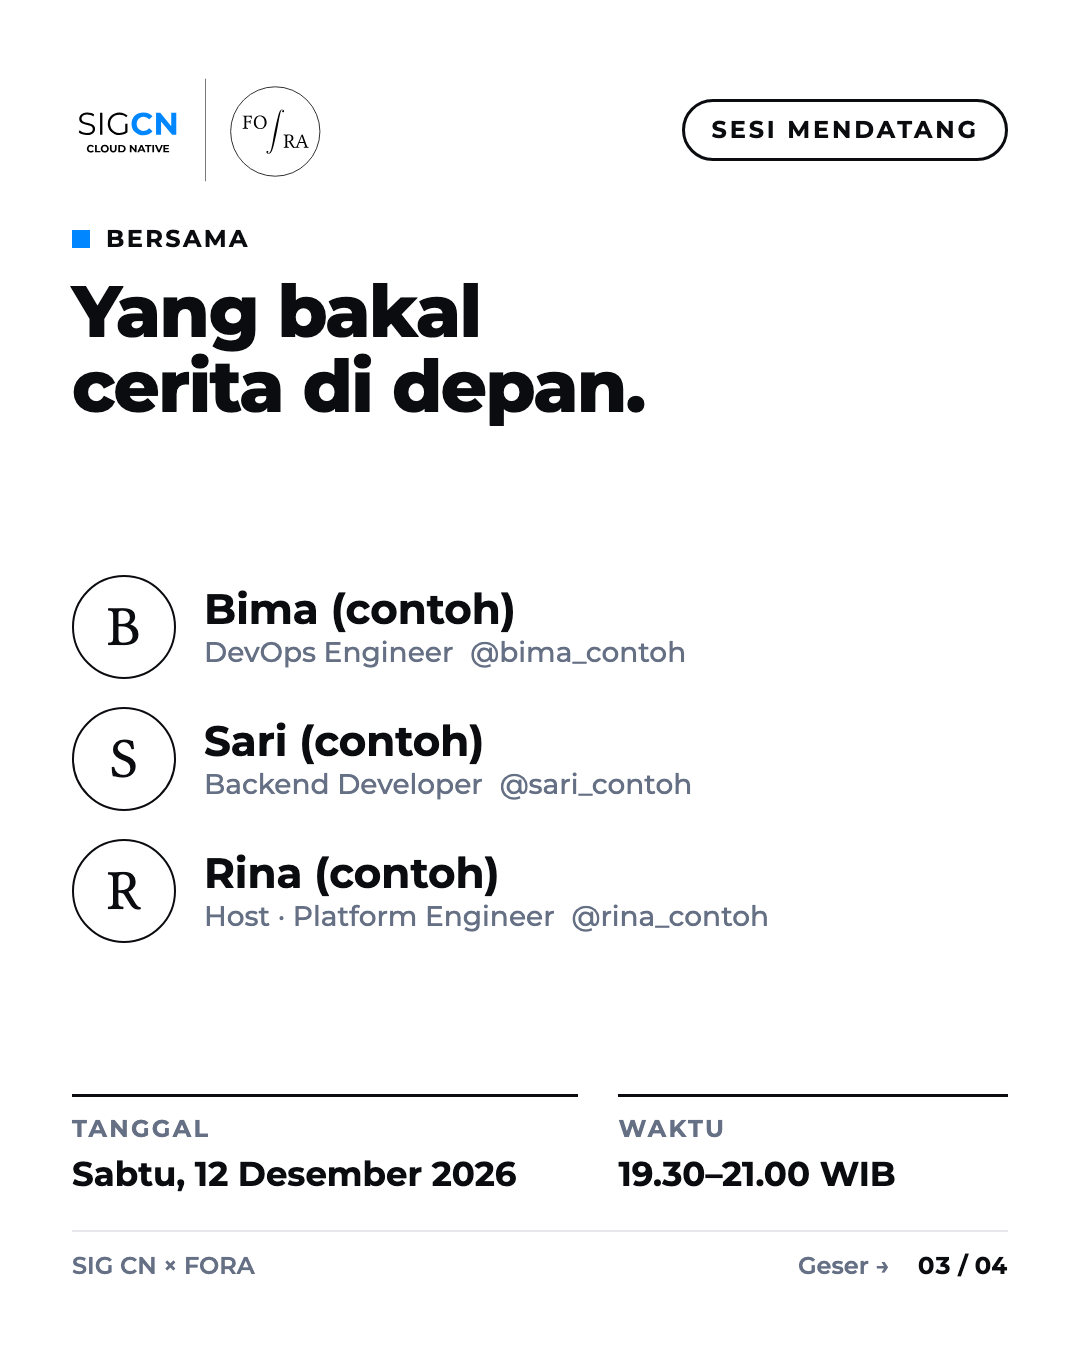 SIGCN
CLOUD NATIVE
FO RA
SESI MENDATANG
BERSAMA
Yang bakal
cerita di depan.
B
Bima (contoh)
DevOps Engineer @bima_contoh
S
Sari (contoh)
Backend Developer @sari_contoh
R
Rina (contoh)
Host · Platform Engineer @rina_contoh
TANGGAL
Sabtu, 12 Desember 2026
WAKTU
19.30–21.00 WIB
SIG CN × FORA
Geser → 03 / 04